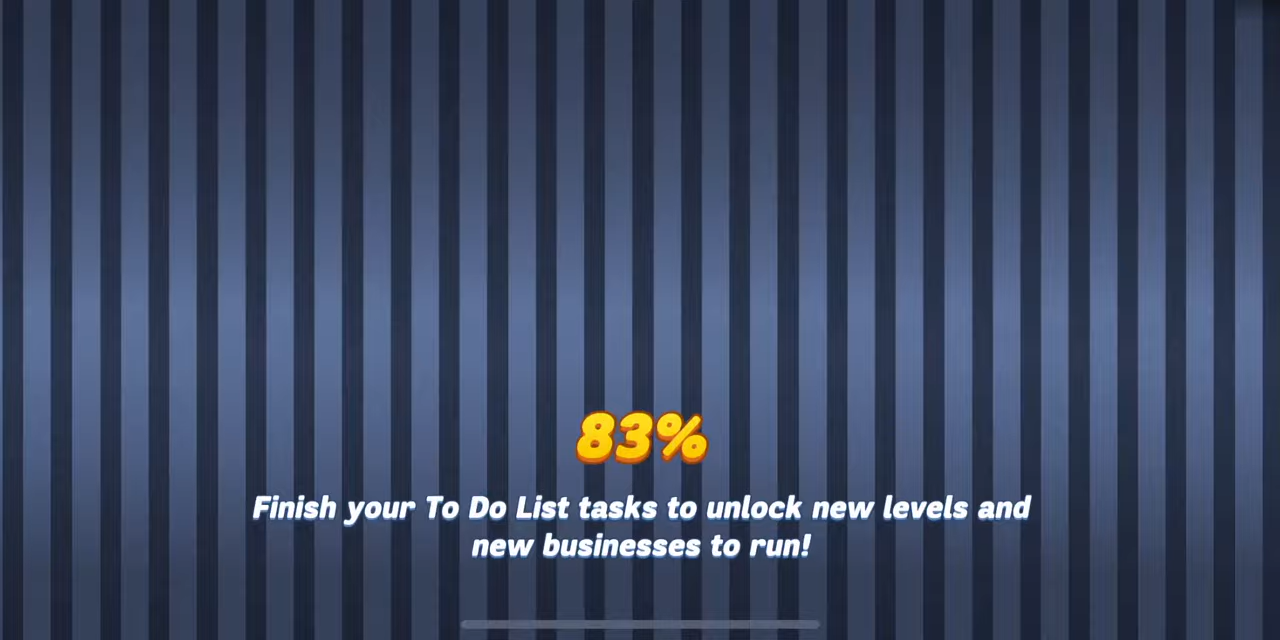 83%
Finish your To Do List tasks to unlock new levels and
new businesses to run!